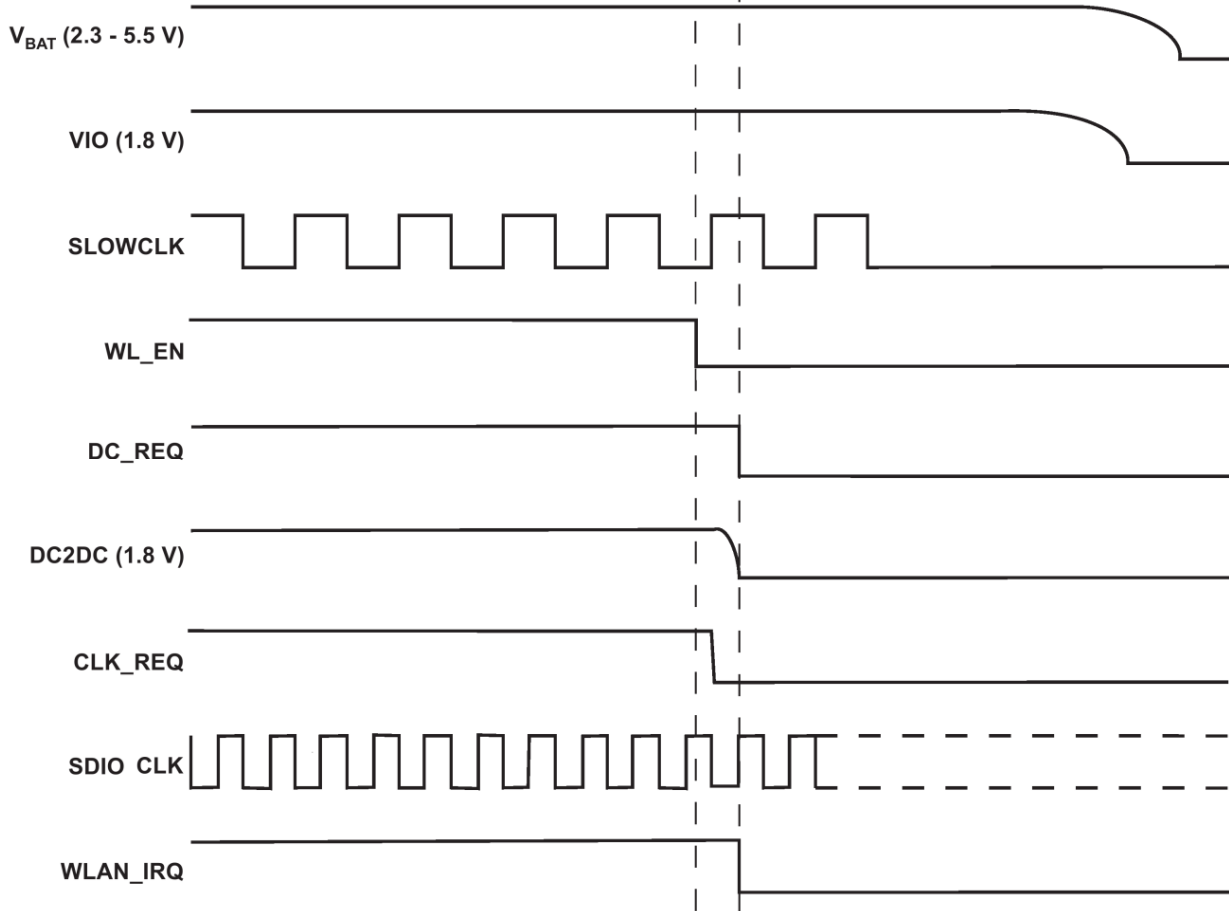 V_BAT (2.3 - 5.5 V)
VIO (1.8 V)
SLOWCLK
WL_EN
DC_REQ
DC2DC (1.8 V)
CLK_REQ
SDIO CLK
WLAN_IRQ